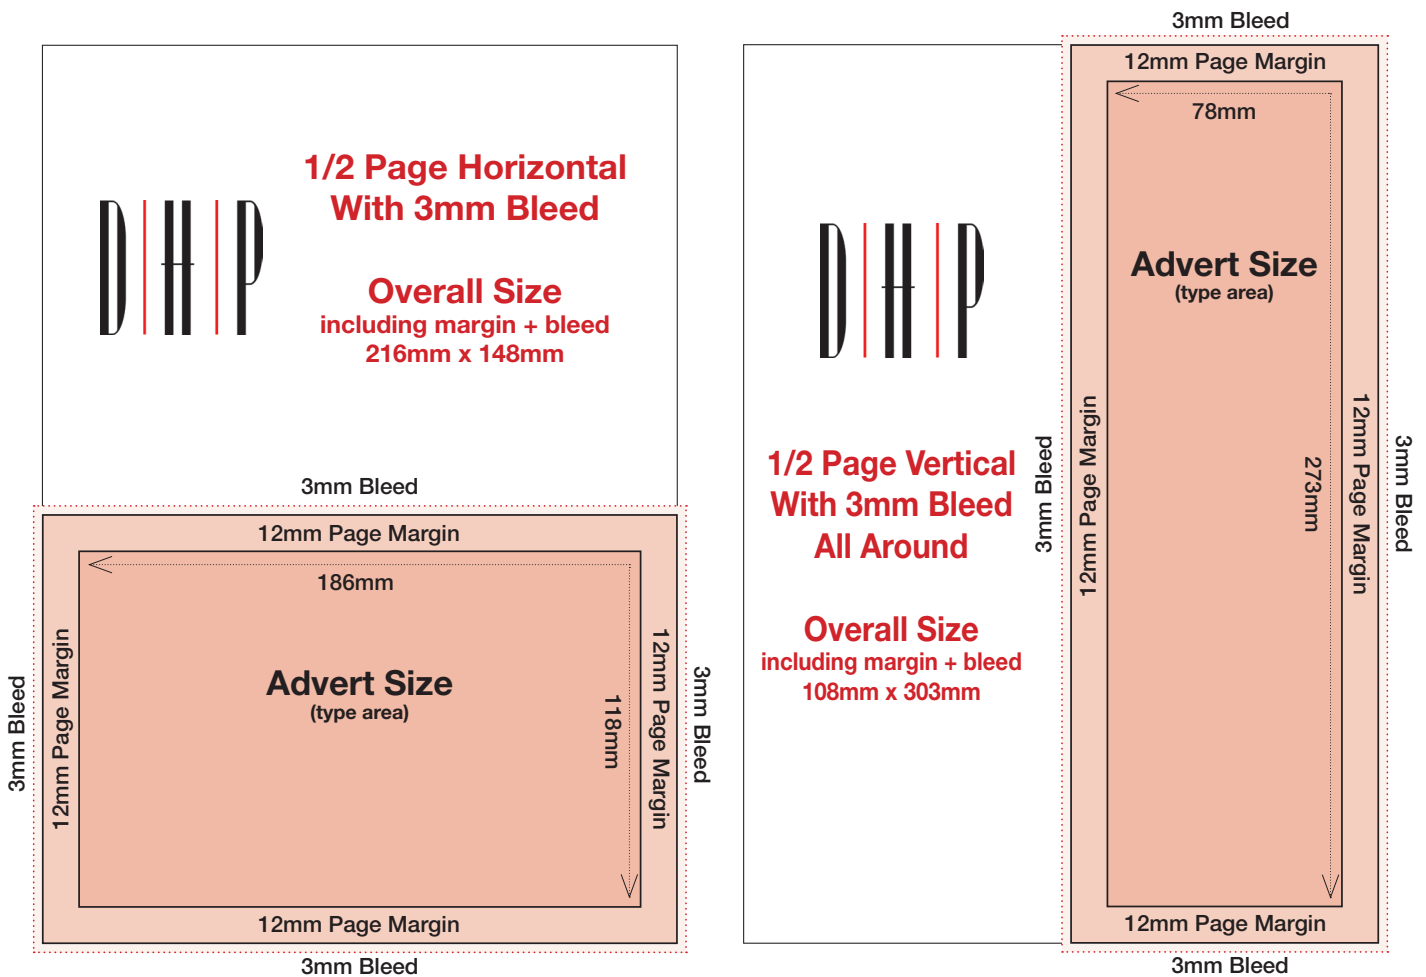 1/2 Page Horizontal
With 3mm Bleed
D|H|P
Overall Size
including margin + bleed
216mm x 148mm
3mm Bleed
12mm Page Margin
186mm
3mm Bleed
12mm Page Margin
Advert Size
(type area)
118mm
12mm Page Margin
3mm Bleed
12mm Page Margin
3mm Bleed
3mm Bleed
12mm Page Margin
78mm
D|H|P
Advert Size
(type area)
1/2 Page Vertical
With 3mm Bleed
All Around
Overall Size
including margin + bleed
108mm x 303mm
3mm Bleed
12mm Page Margin
273mm
12mm Page Margin
3mm Bleed
12mm Page Margin
3mm Bleed